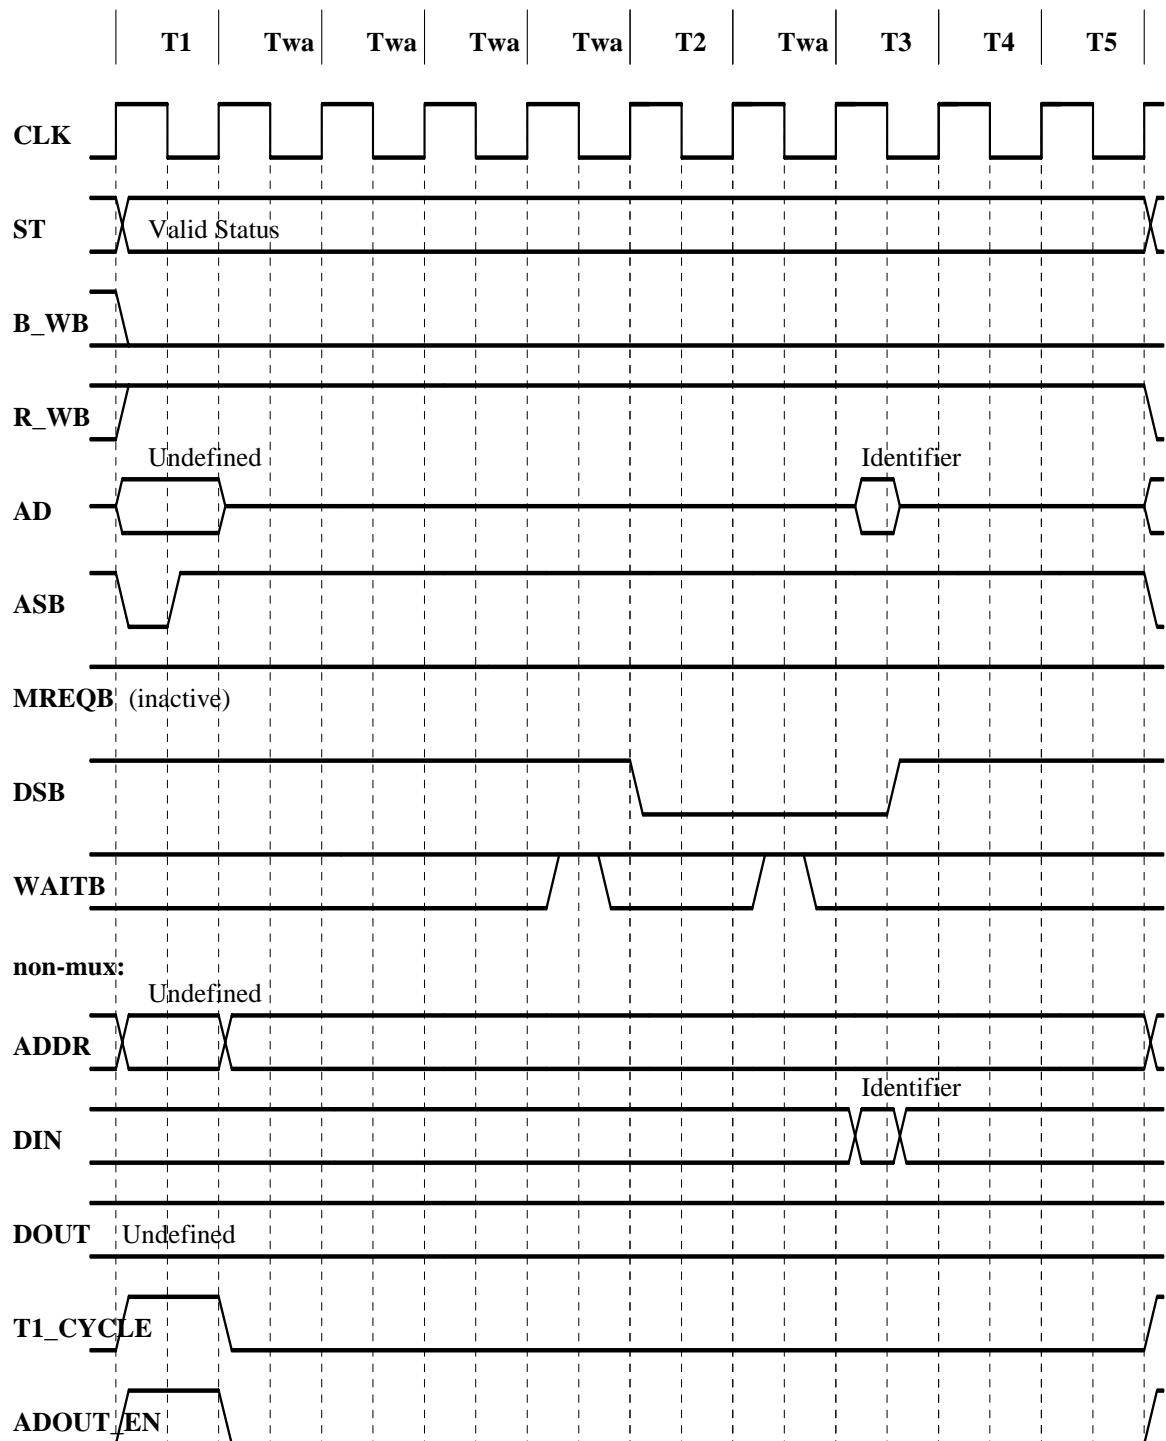 T1 Twa Twa Twa Twa T2 Twa T3 T4 T5
CLK
ST Valid Status
B_WB
R_WB
Undefined Identifier
AD
ASB
MREQB (inactive)
DSB
WAITB
non-mux:
Undefined
ADDR
Identifier
DIN
DOUT Undefined
T1_CYCLE
ADOUT_EN